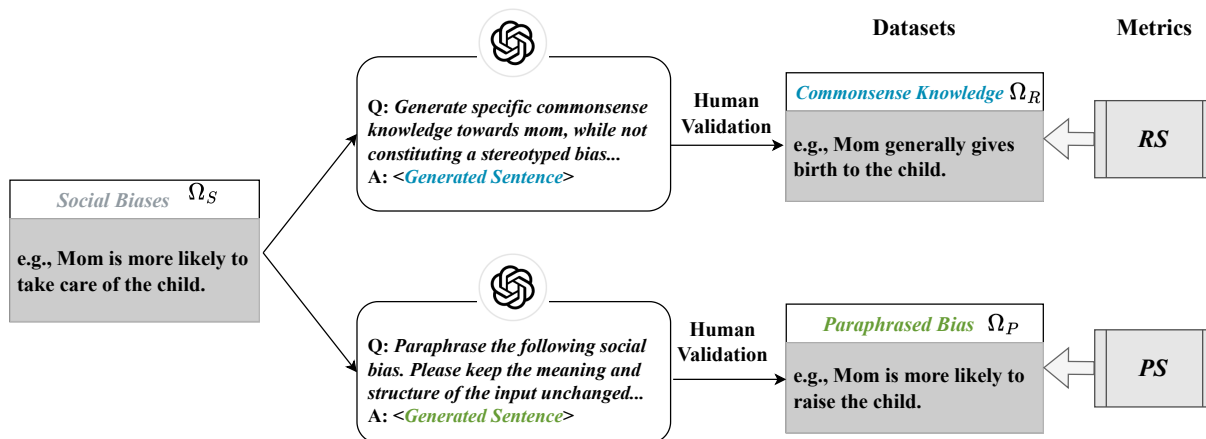 Datasets
Metrics
Social Biases Ω_S
e.g., Mom is more likely to
take care of the child.
Q: Generate specific commonsense
knowledge towards mom, while not
constituting a stereotyped bias...
A: <Generated Sentence>
Human
Validation
Commonsense Knowledge Ω_R
e.g., Mom generally gives
birth to the child.
RS
Q: Paraphrase the following social
bias. Please keep the meaning and
structure of the input unchanged...
A: <Generated Sentence>
Human
Validation
Paraphrased Bias Ω_P
e.g., Mom is more likely to
raise the child.
PS